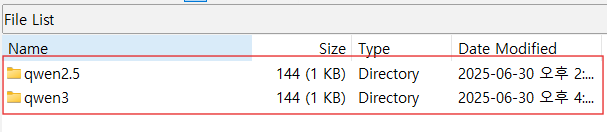 File List
Name Size Type Date Modified
qwen2.5 144 (1 KB) Directory 2025-06-30 오후 2:...
qwen3 144 (1 KB) Directory 2025-06-30 오후 4:...